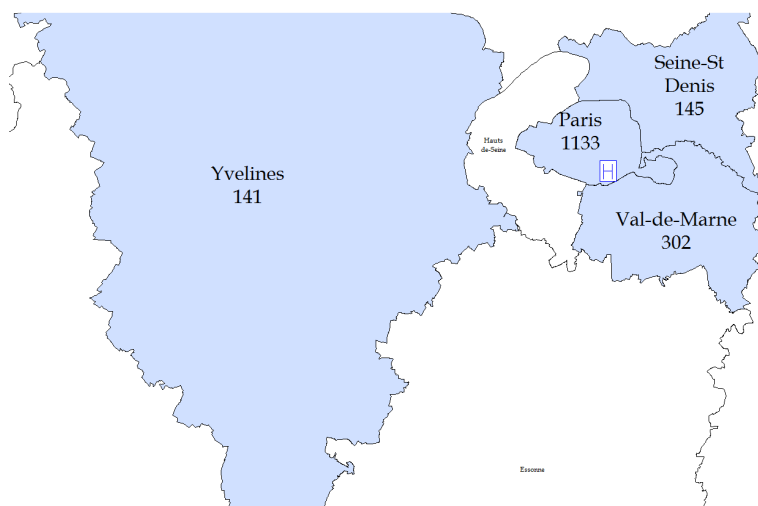 Seine-St
Denis
145
Paris
1133
Hauts
de-Seine
H
Yvelines
141
Val-de-Marne
302
Essonne